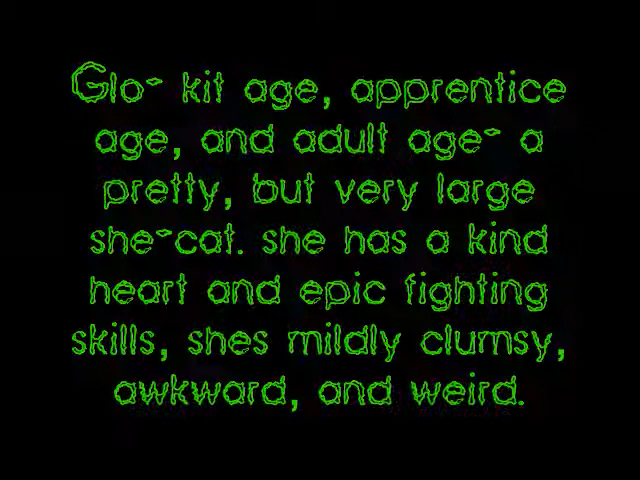 Glo- kit age, apprentice
age, and adult age- a
pretty, but very large
she-cat. she has a kind
heart and epic fighting
skills, shes mildly clumsy,
awkward, and weird.